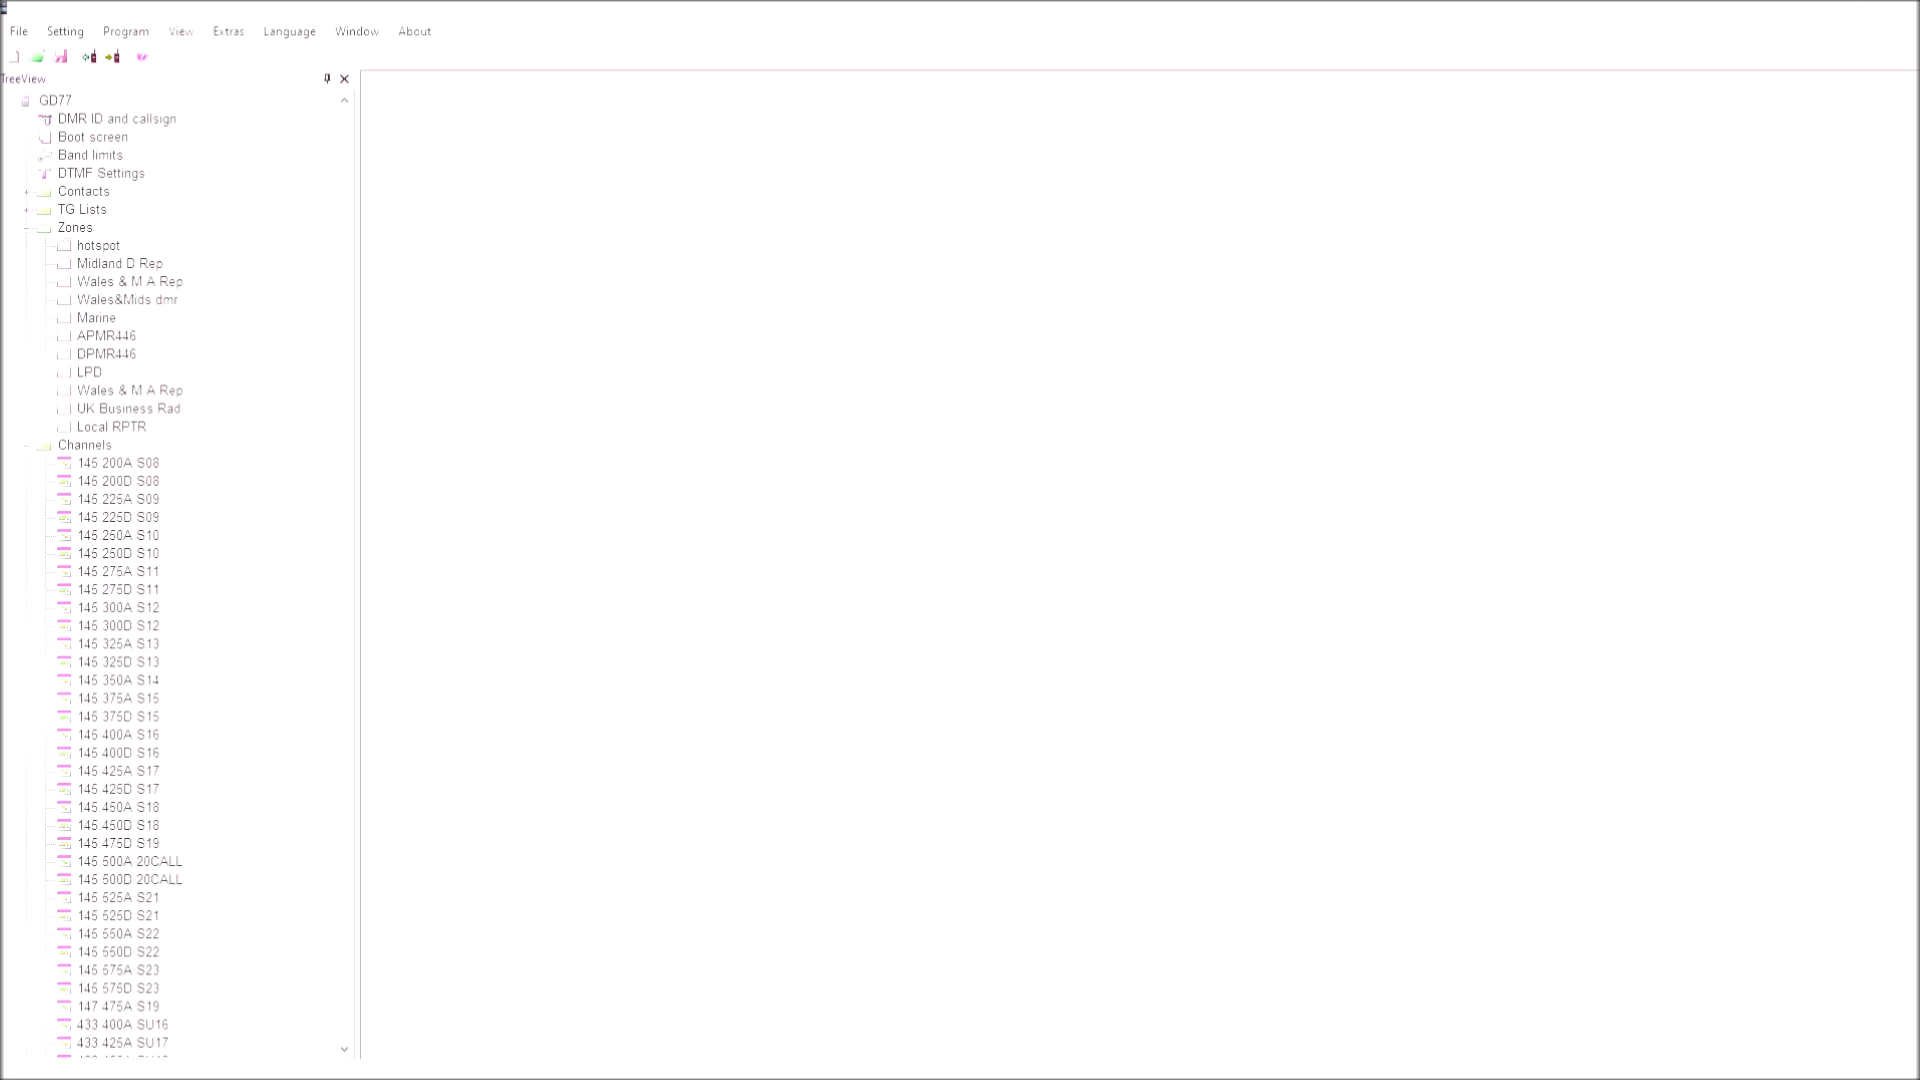 File Setting Program View Extras Language Window About
TreeView
GD77
DMR ID and callsign
Boot screen
Band limits
DTMF Settings
Contacts
TG Lists
Zones
hotspot
Midland D Rep
Wales & M A Rep
Wales&Mids dmr
Marine
APMR446
DPMR446
LPD
Wales & M A Rep
UK Business Rad
Local RPTR
Channels
145 200A S08
145 200D S08
145 225A S09
145 225D S09
145 250A S10
145 250D S10
145 275A S11
145 275D S11
145 300A S12
145 300D S12
145 325A S13
145 325D S13
145 350A S14
145 375A S15
145 375D S15
145 400A S16
145 400D S16
145 425A S17
145 425D S17
145 450A S18
145 450D S18
145 475D S19
145 500A 20CALL
145 500D 20CALL
145 525A S21
145 525D S21
145 550A S22
145 550D S22
145 575A S23
145 575D S23
147 475A S19
433 400A SU16
433 425A SU17